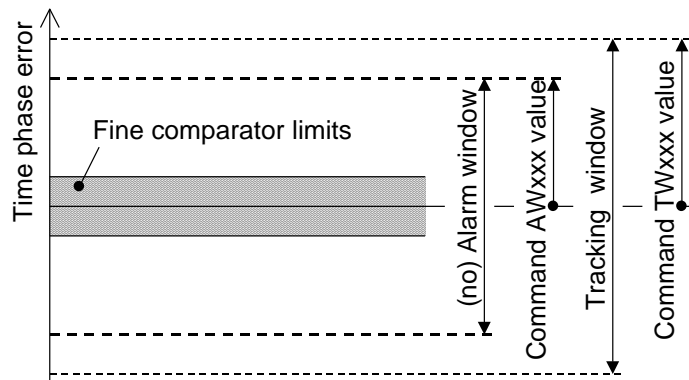 Time phase error
Fine comparator limits
(no) Alarm window
Command AWxxx value
Tracking window
Command TWxxx value